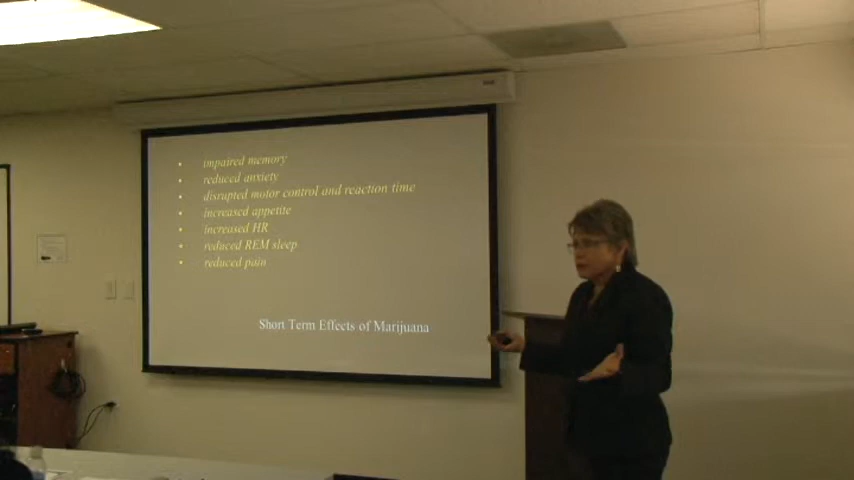 impaired memory
reduced anxiety
disrupted motor control and reaction time
increased appetite
increased HR
reduced REM sleep
reduced pain
Short Term Effects of Marijuana